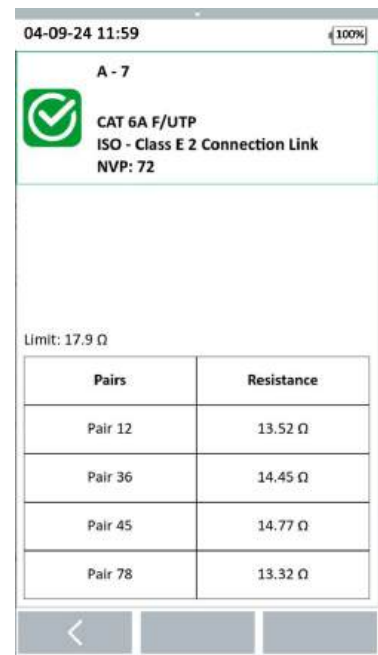 04-09-24 11:59
100%
A - 7
CAT 6A F/UTP
ISO - Class E 2 Connection Link
NVP: 72
Limit: 17.9 Ω
Pairs Resistance
Pair 12 13.52 Ω
Pair 36 14.45 Ω
Pair 45 14.77 Ω
Pair 78 13.32 Ω